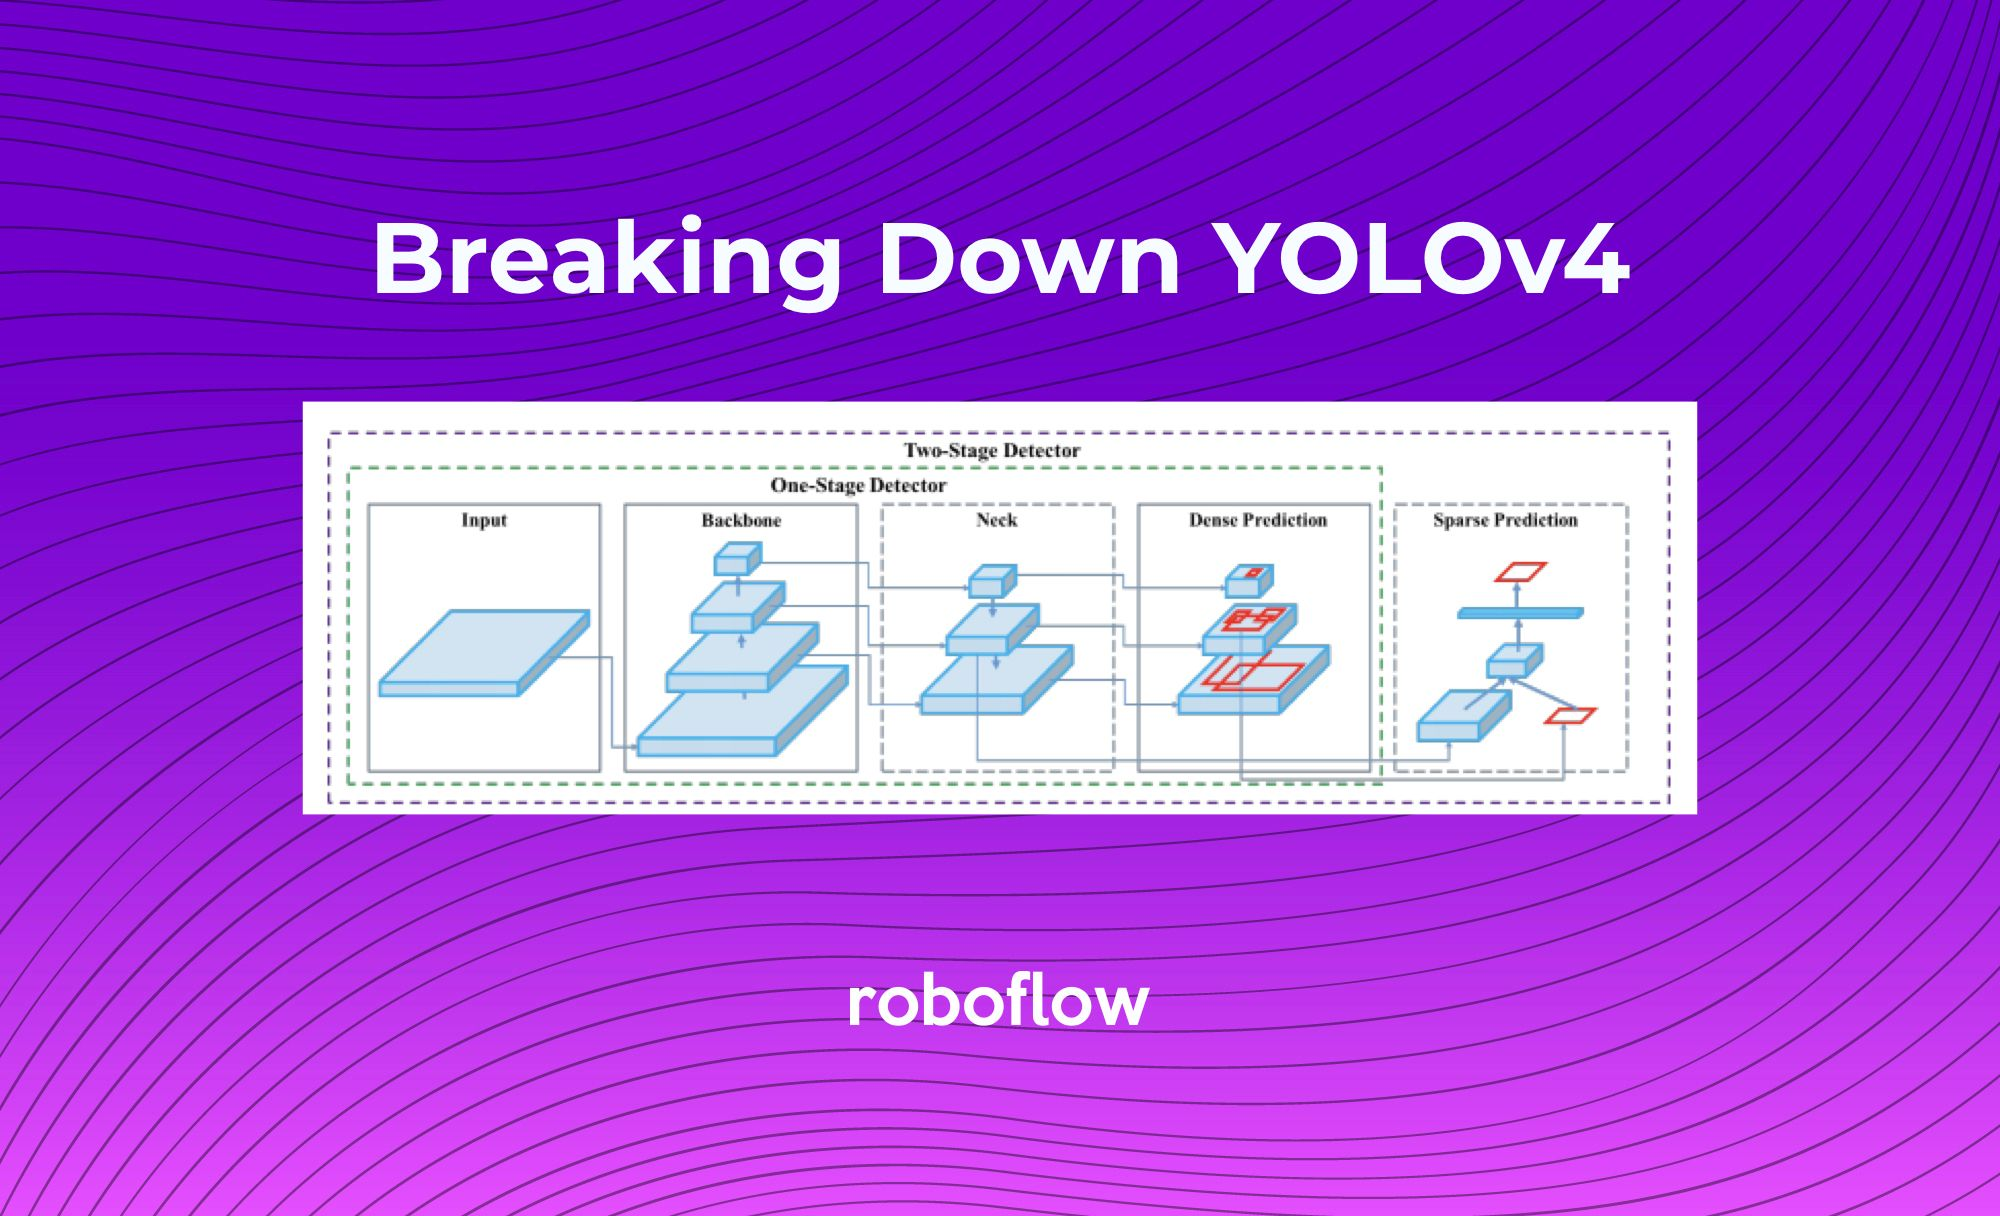 Breaking Down YOLOv4
Two-Stage Detector
One-Stage Detector
Input
Backbone
Neck
Dense Prediction
Sparse Prediction
roboflow